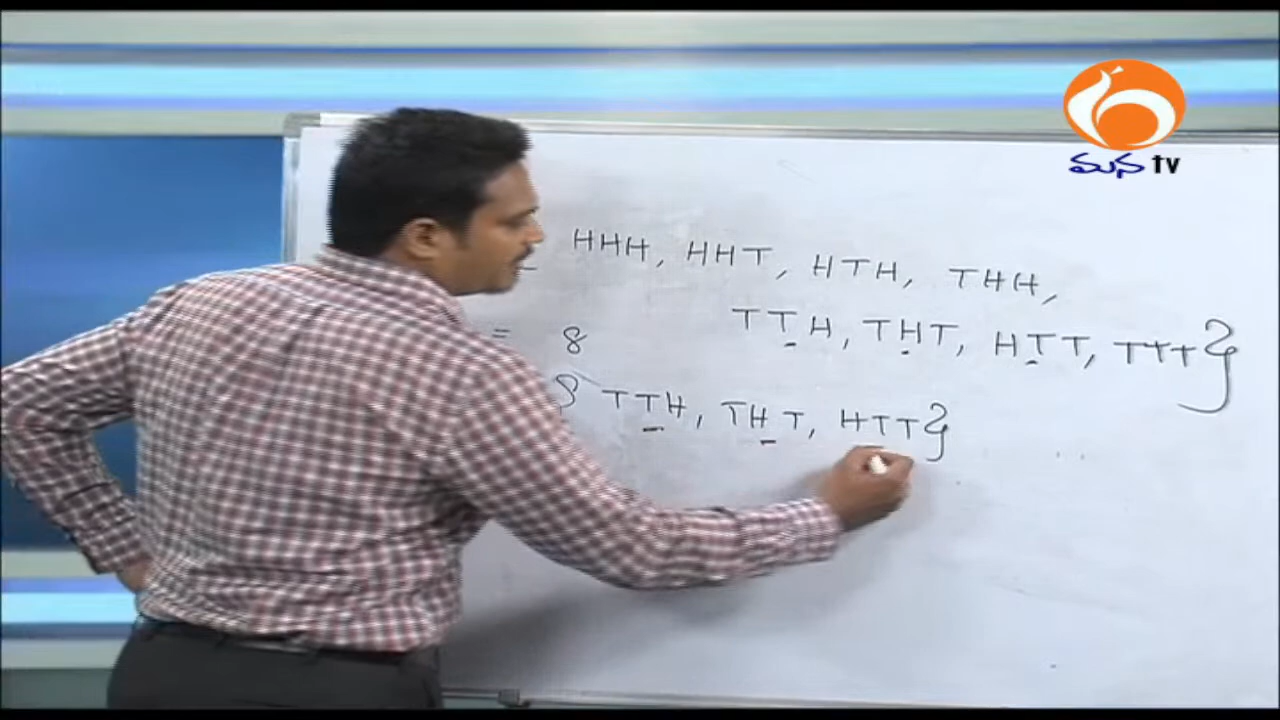 మన tv
HHH, HHT, HTH, THH,
TTH, THT, HTT, TTT}
= 8
{ TTH, THT, HTT}